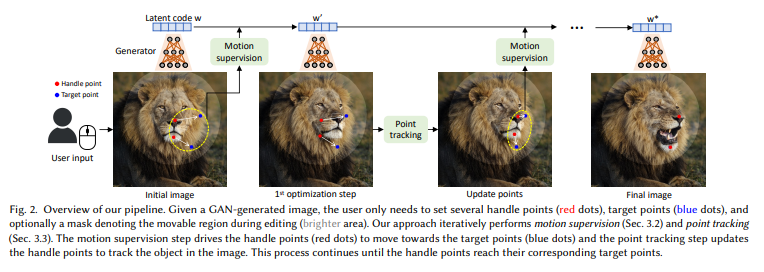 Latent code w
w'
w*
Generator
Motion
supervision
Motion
supervision
...
Handle point
Target point
User input
Point
tracking
Initial image
1st optimization step
Update points
Final image
Fig. 2. Overview of our pipeline. Given a GAN-generated image, the user only needs to set several handle points (red dots), target points (blue dots), and
optionally a mask denoting the movable region during editing (brighter area). Our approach iteratively performs motion supervision (Sec. 3.2) and point tracking
(Sec. 3.3). The motion supervision step drives the handle points (red dots) to move towards the target points (blue dots) and the point tracking step updates
the handle points to track the object in the image. This process continues until the handle points reach their corresponding target points.